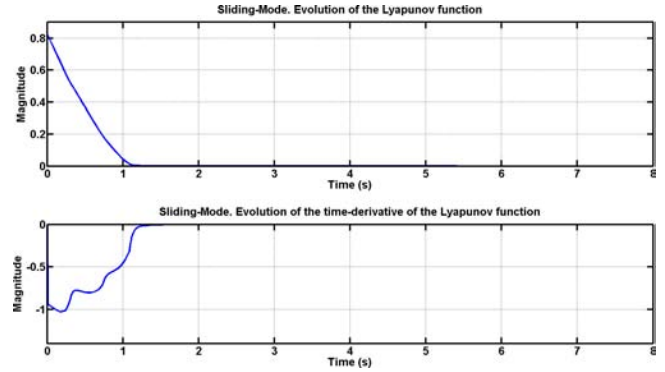 Sliding-Mode. Evolution of the Lyapunov function
Magnitude
0.8
0.6
0.4
0.2
0
0 1 2 3 4 5 6 7 8
Time (s)
Sliding-Mode. Evolution of the time-derivative of the Lyapunov function
Magnitude
0
-0.5
-1
0 1 2 3 4 5 6 7 8
Time (s)